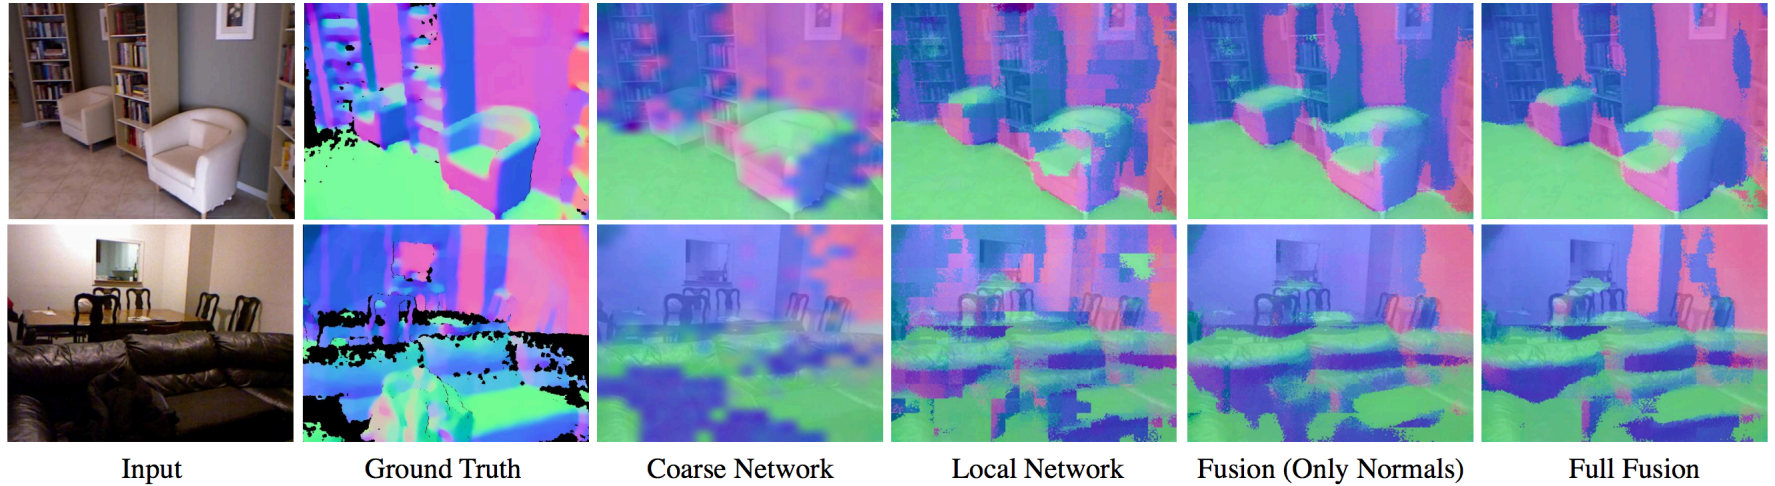 Input
Ground Truth
Coarse Network
Local Network
Fusion (Only Normals)
Full Fusion